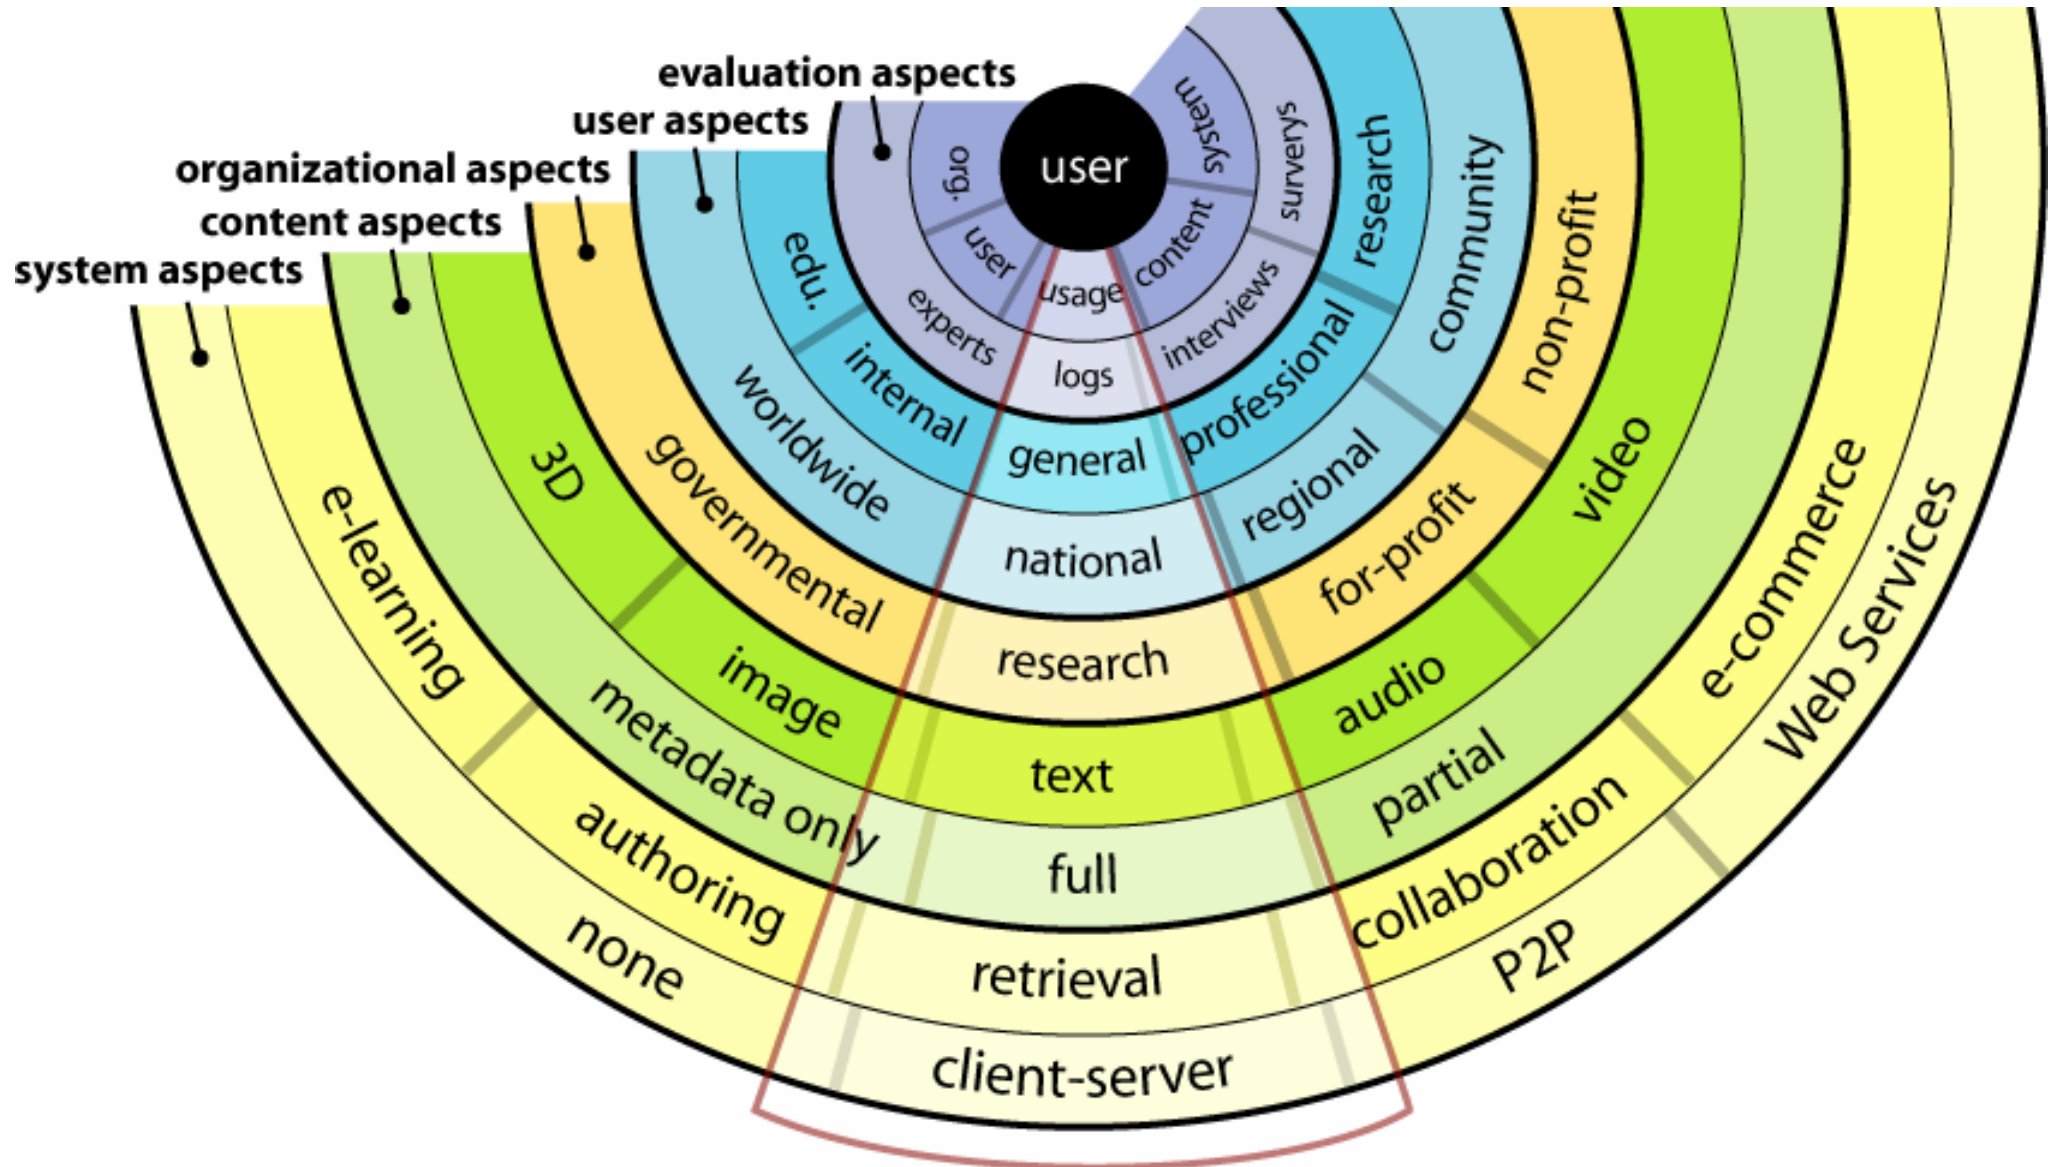 evaluation aspects
user aspects
organizational aspects
content aspects
system aspects
user
org.
user
usage
content
system
experts
logs
interviews
surverys
edu.
internal
general
professional
research
worldwide
national
regional
community
governmental
research
for-profit
non-profit
3D
image
text
audio
video
metadata only
full
partial
e-learning
authoring
retrieval
collaboration
e-commerce
none
client-server
P2P
Web Services